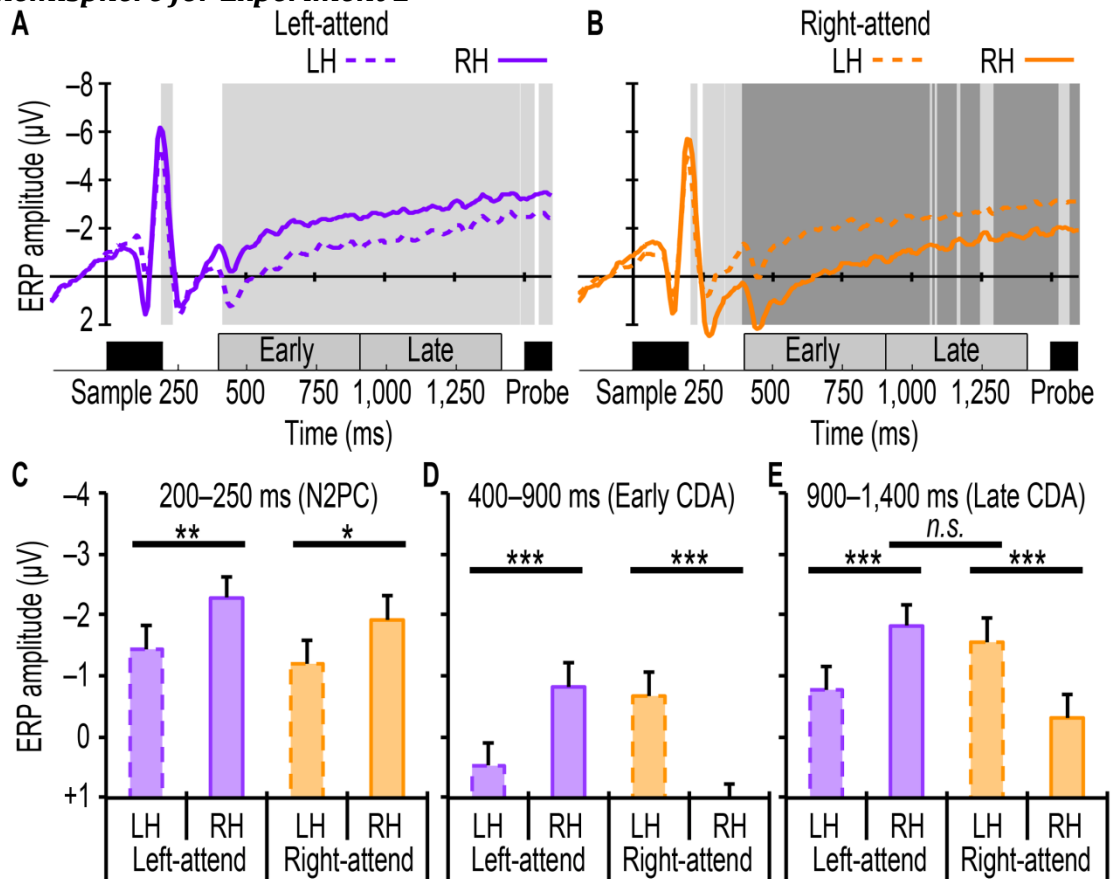 Hemisphere for Experiment 2
A
Left-attend
LH
RH
ERP amplitude (µV)
–8
–6
–4
–2
2
Early
Late
Sample 250 500 750 1,000 1,250 Probe
Time (ms)
B
Right-attend
LH
RH
Early
Late
Sample 250 500 750 1,000 1,250 Probe
Time (ms)
C
200–250 ms (N2PC)
** *
ERP amplitude (µV)
–4
–3
–2
–1
0
+1
LH RH LH RH
Left-attend Right-attend
D
400–900 ms (Early CDA)
*** ***
LH RH LH RH
Left-attend Right-attend
E
900–1,400 ms (Late CDA)
n.s.
*** ***
LH RH LH RH
Left-attend Right-attend